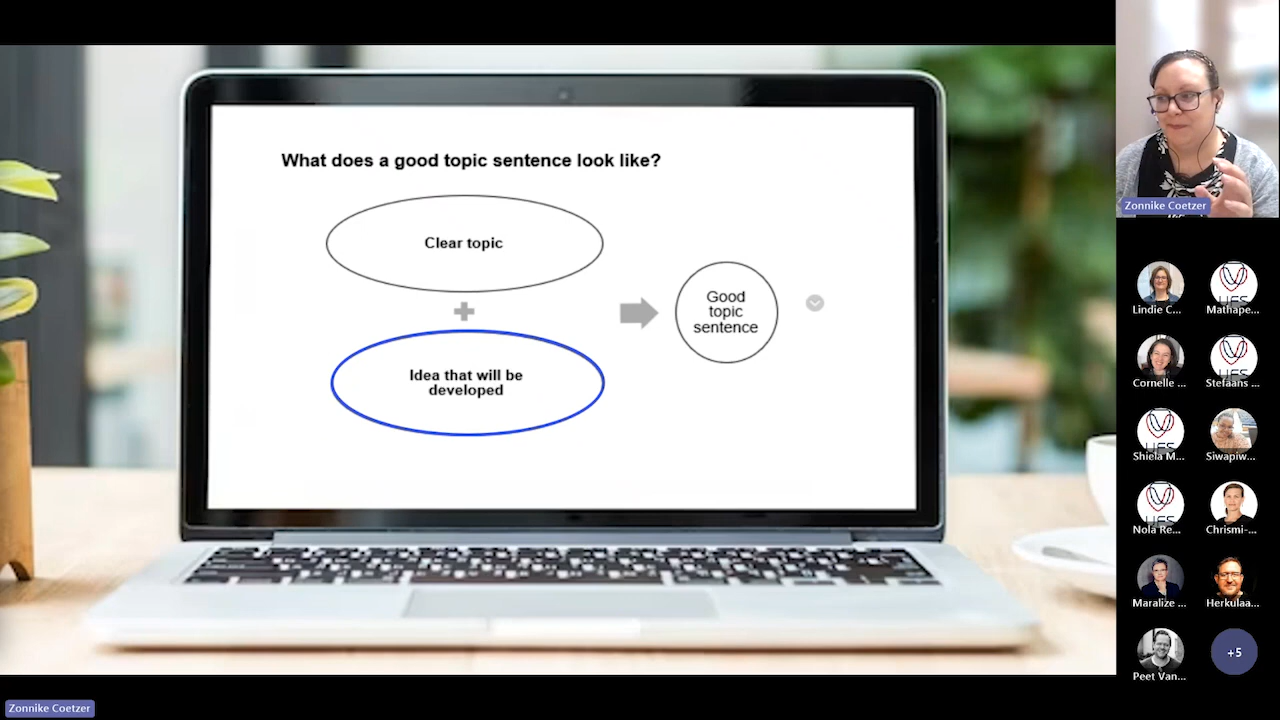 What does a good topic sentence look like?
Clear topic
Idea that will be
developed
Good
topic
sentence
Zonnike Coetzer
Lindie C...
Mathape...
Cornelle ...
Stefaans ...
Shiela M...
Siwapiw...
Nola Re...
Chrismi-...
Maralize ...
Herkulaa...
Peet Van...
+5
Zonnike Coetzer